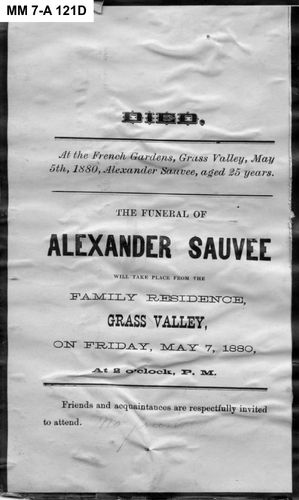 MM 7-A 121D
DIED.
At the French Gardens, Grass Valley, May
5th, 1880, Alexander Sauvee, aged 25 years.
THE FUNERAL OF
ALEXANDER SAUVEE
WILL TAKE PLACE FROM THE
FAMILY RESIDENCE,
GRASS VALLEY,
ON FRIDAY, MAY 7, 1880,
At 2 o'clock, P. M.
Friends and acquaintances are respectfully invited
to attend.